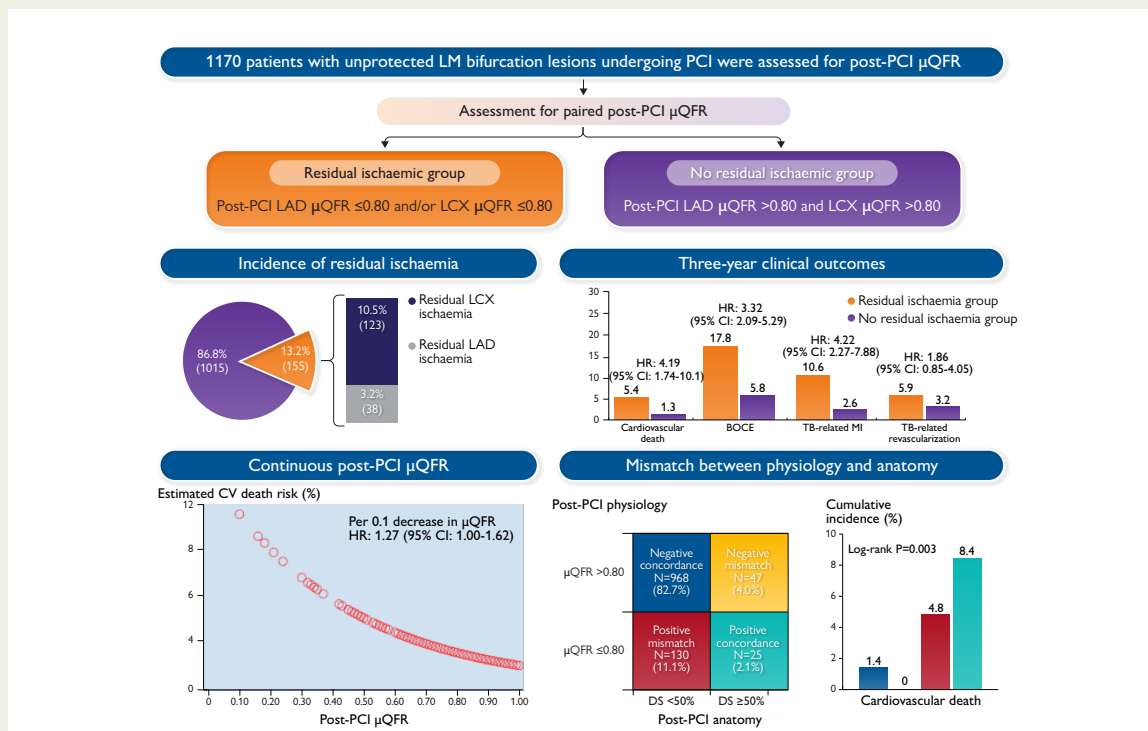 1170 patients with unprotected LM bifurcation lesions undergoing PCI were assessed for post-PCI µQFR
Assessment for paired post-PCI µQFR
Residual ischaemic group
Post-PCI LAD µQFR ≤0.80 and/or LCX µQFR ≤0.80
No residual ischaemic group
Post-PCI LAD µQFR >0.80 and LCX µQFR >0.80
Incidence of residual ischaemia
86.8%
(1015)
13.2%
(155)
10.5%
(123)
3.2%
(38)
Residual LCX
ischaemia
Residual LAD
ischaemia
Three-year clinical outcomes
30
25
20
15
10
5
0
Residual ischaemia group
No residual ischaemia group
HR: 4.19
(95% CI: 1.74-10.1)
5.4
1.3
HR: 3.32
(95% CI: 2.09-5.29)
17.8
5.8
HR: 4.22
(95% CI: 2.27-7.88)
10.6
2.6
HR: 1.86
(95% CI: 0.85-4.05)
5.9
3.2
Cardiovascular
death
BOCE
TB-related MI
TB-related
revascularization
Continuous post-PCI µQFR
Estimated CV death risk (%)
12
8
6
4
0
Per 0.1 decrease in µQFR
HR: 1.27 (95% CI: 1.00-1.62)
0 0.10 0.20 0.30 0.40 0.50 0.60 0.70 0.80 0.90 1.00
Post-PCI µQFR
Mismatch between physiology and anatomy
Post-PCI physiology
µQFR >0.80
µQFR ≤0.80
Negative
concordance
N=968
(82.7%)
Negative
mismatch
N=47
(4.0%)
Positive
mismatch
N=130
(11.1%)
Positive
concordance
N=25
(2.1%)
DS <50% DS ≥50%
Post-PCI anatomy
Cumulative
incidence (%)
10
8
6
4
2
0
Log-rank P=0.003
1.4
0
4.8
8.4
Cardiovascular death